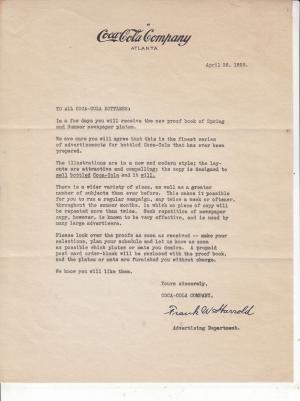 Coca-Cola Company
ATLANTA
April 22, 1926.
TO ALL COCA-COLA BOTTLERS:
In a few days you will receive the new proof book of Spring
and Summer newspaper plates.
We are sure you will agree that this is the finest series
of advertisements for bottled Coca-Cola that has ever been
prepared.
The illustrations are in a new and modern style; the lay-
outs are attractive and compelling; the copy is designed to
sell bottled Coca-Cola and it will.
There is a wider variety of sizes, as well as a greater
number of subjects than ever before. This makes it possible
for you to run a regular campaign, say twice a week or oftener,
throughout the summer months, in which no piece of copy will
be repeated more than twice. Such repetition of newspaper
copy, however, is known to be very effective, and is used by
many large advertisers.
Please look over the proofs as soon as received -- make your
selections, plan your schedule and let us know as soon
as possible which plates or mats you desire. A prepaid
post card order-blank will be enclosed with the proof book,
and the plates or mats are furnished you without charge.
We know you will like them.
Yours sincerely,
COCA-COLA COMPANY,
Frank W Harrold
Advertising Department.